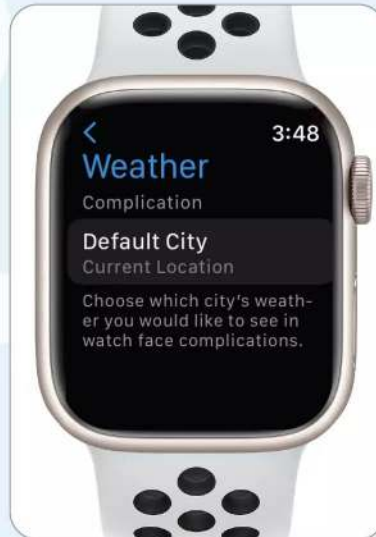 3:48
Weather
Complication
Default City
Current Location
Choose which city's weath-
er you would like to see in
watch face complications.